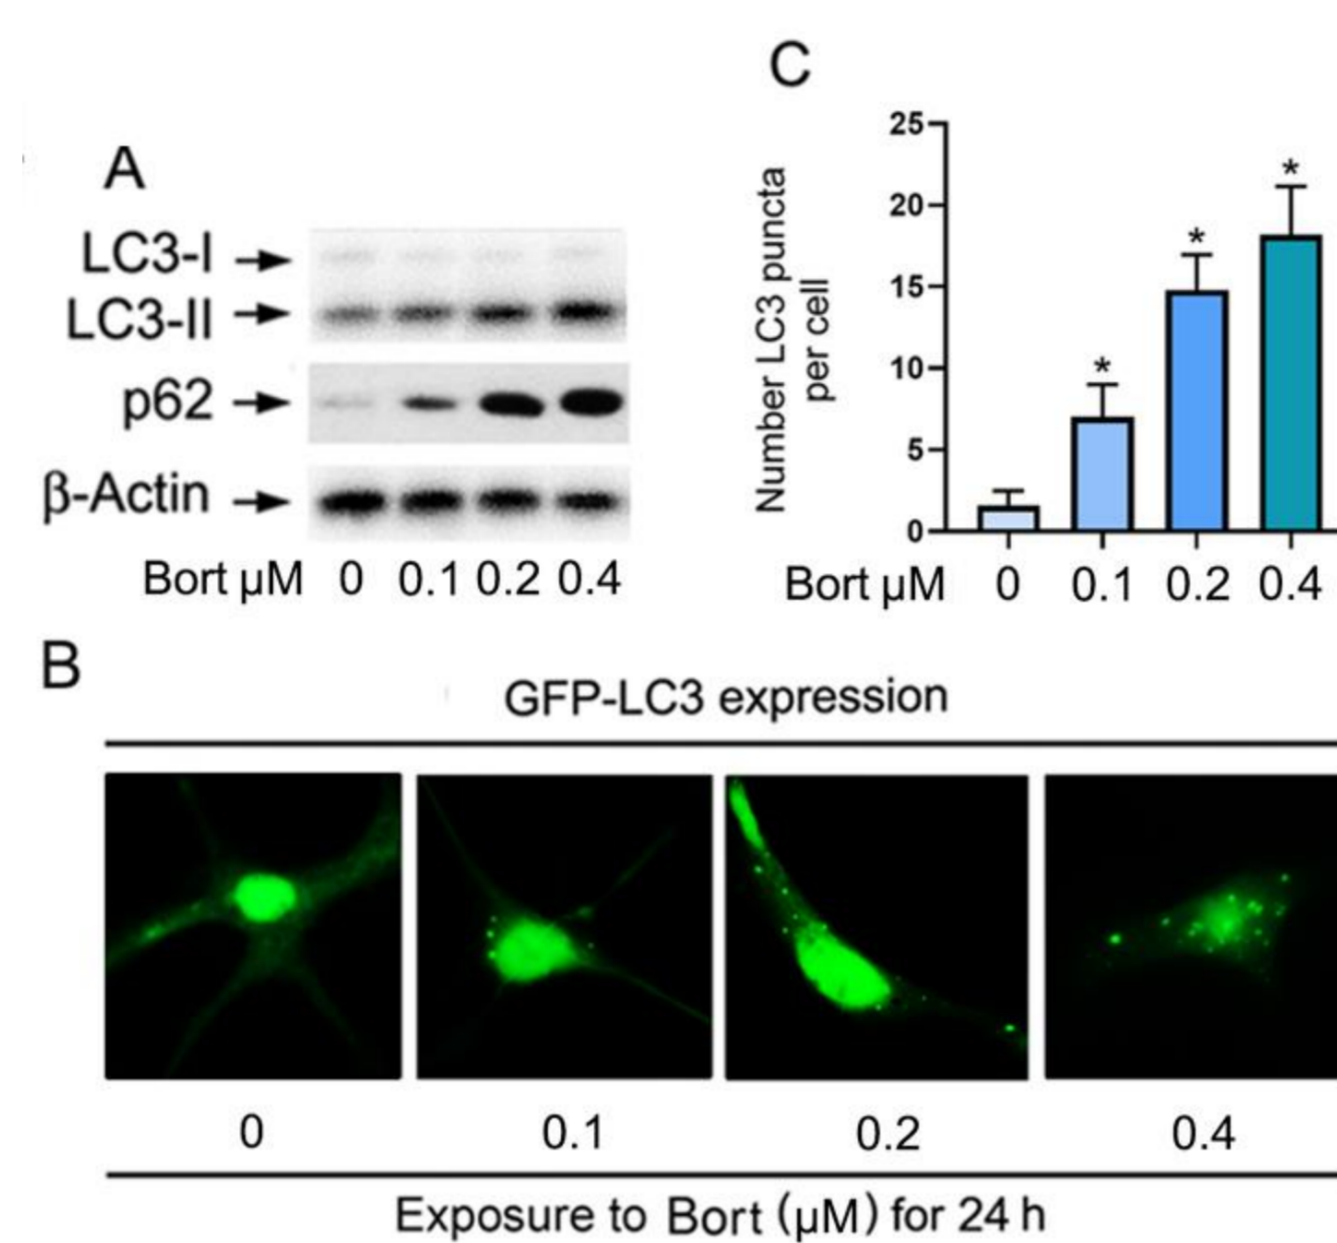 A
LC3-I
LC3-II
p62
β-Actin
Bort µM 0 0.1 0.2 0.4
C
Number LC3 puncta
per cell
25
20
15
10
5
0
*
*
*
Bort µM 0 0.1 0.2 0.4
B
GFP-LC3 expression
0 0.1 0.2 0.4
Exposure to Bort (µM) for 24 h